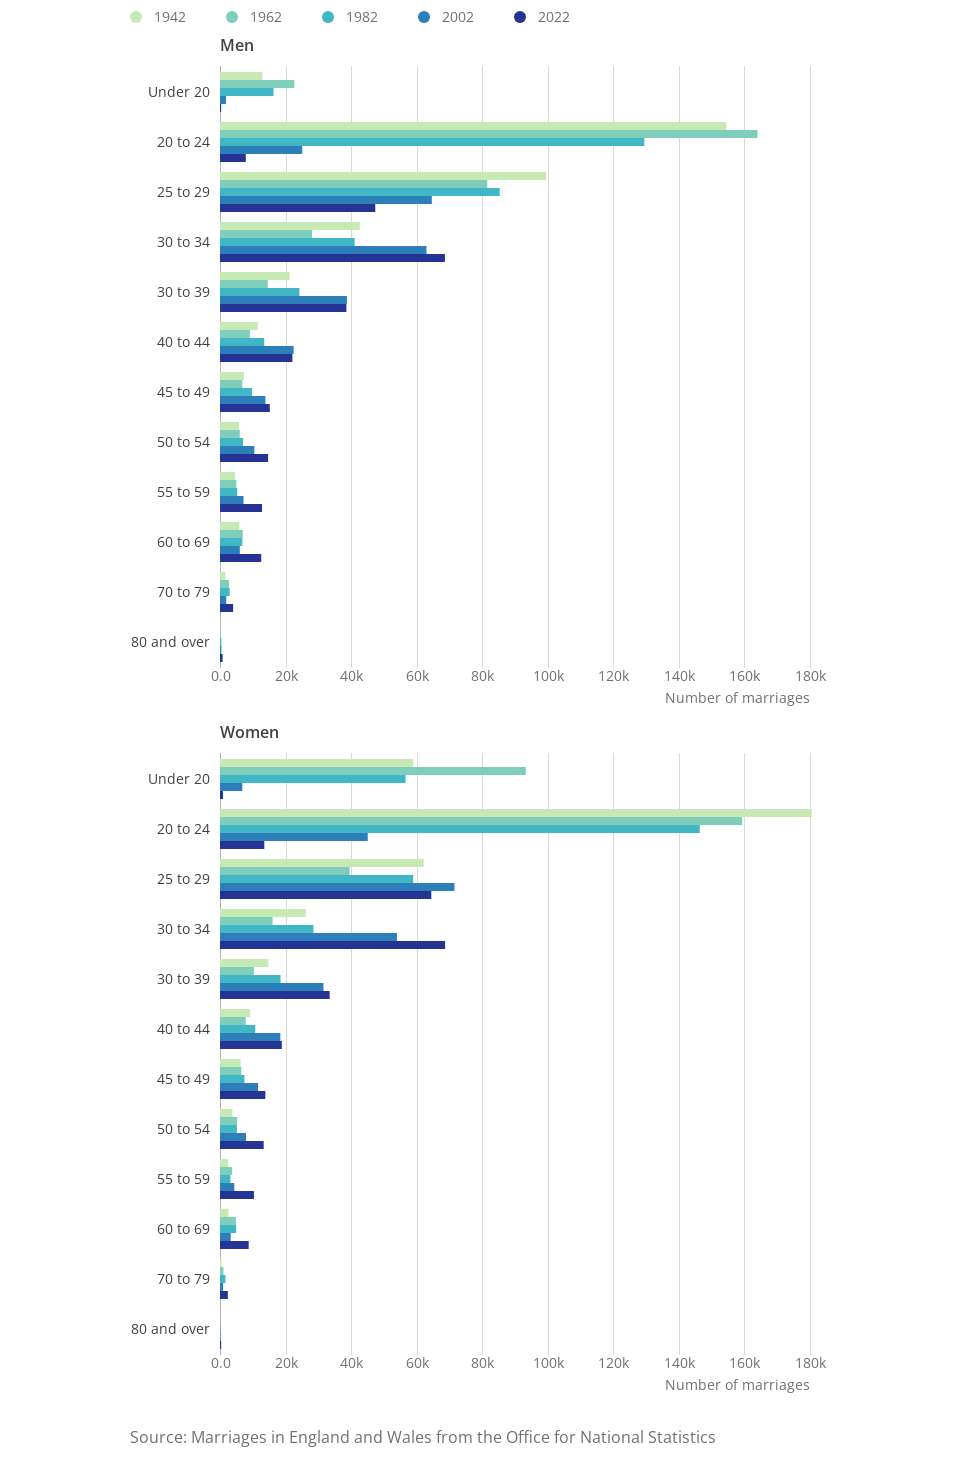 1942 1962 1982 2002 2022
Men
Under 20
20 to 24
25 to 29
30 to 34
30 to 39
40 to 44
45 to 49
50 to 54
55 to 59
60 to 69
70 to 79
80 and over
0.0 20k 40k 60k 80k 100k 120k 140k 160k 180k
Number of marriages
Women
Under 20
20 to 24
25 to 29
30 to 34
30 to 39
40 to 44
45 to 49
50 to 54
55 to 59
60 to 69
70 to 79
80 and over
0.0 20k 40k 60k 80k 100k 120k 140k 160k 180k
Number of marriages
Source: Marriages in England and Wales from the Office for National Statistics